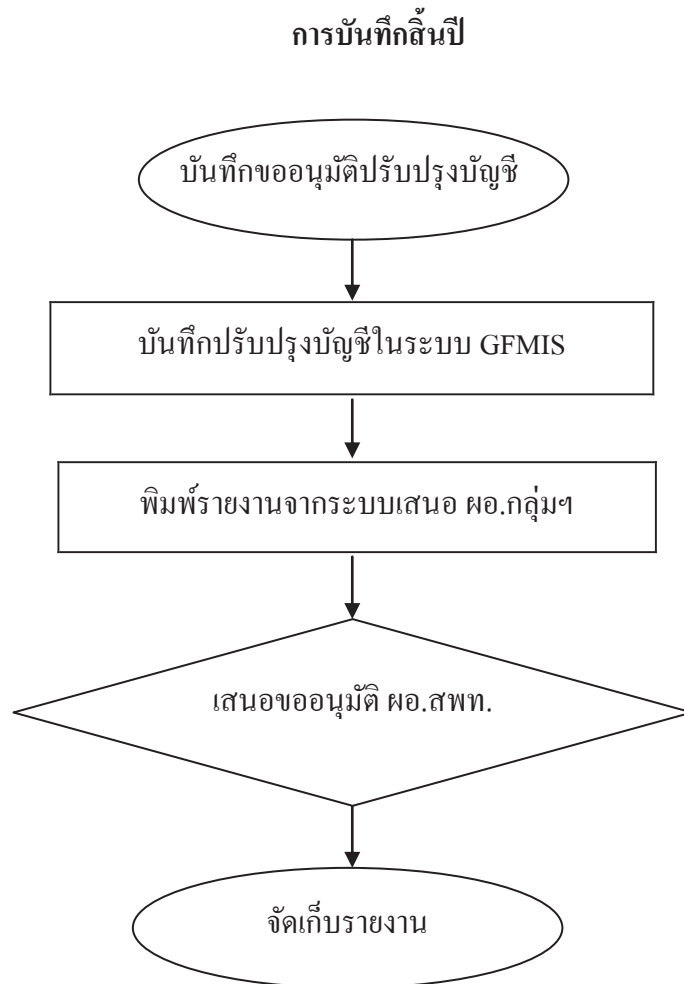 การบันทึกสิ้นปี
บันทึกขออนุมัติปรับปรุงบัญชี
บันทึกปรับปรุงบัญชีในระบบ GFMIS
พิมพ์รายงานจากระบบเสนอ ผอ.กลุ่มฯ
เสนอขออนุมัติ ผอ.สพท.
จัดเก็บรายงาน